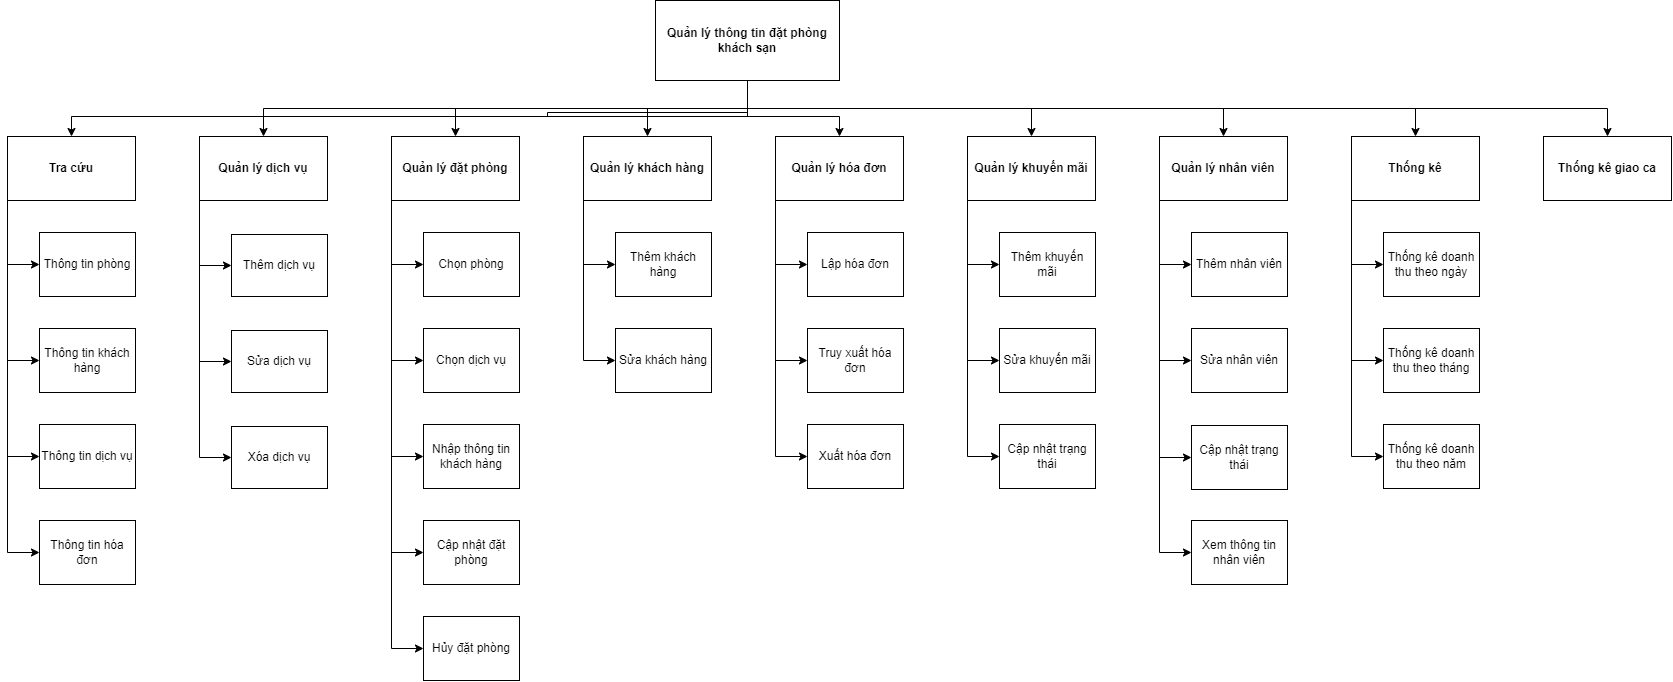 Quản lý thông tin đặt phòng
khách sạn
Tra cứu
Quản lý dịch vụ
Quản lý đặt phòng
Quản lý khách hàng
Quản lý hóa đơn
Quản lý khuyến mãi
Quản lý nhân viên
Thống kê
Thống kê giao ca
Thông tin phòng
Thông tin khách
hàng
Thông tin dịch vụ
Thông tin hóa
đơn
Thêm dịch vụ
Sửa dịch vụ
Xóa dịch vụ
Chọn phòng
Chọn dịch vụ
Nhập thông tin
khách hàng
Cập nhật đặt
phòng
Hủy đặt phòng
Thêm khách
hàng
Sửa khách hàng
Lập hóa đơn
Truy xuất hóa
đơn
Xuất hóa đơn
Thêm khuyến
mãi
Sửa khuyến mãi
Cập nhật trạng
thái
Thêm nhân viên
Sửa nhân viên
Cập nhật trạng
thái
Xem thông tin
nhân viên
Thống kê doanh
thu theo ngày
Thống kê doanh
thu theo tháng
Thống kê doanh
thu theo năm